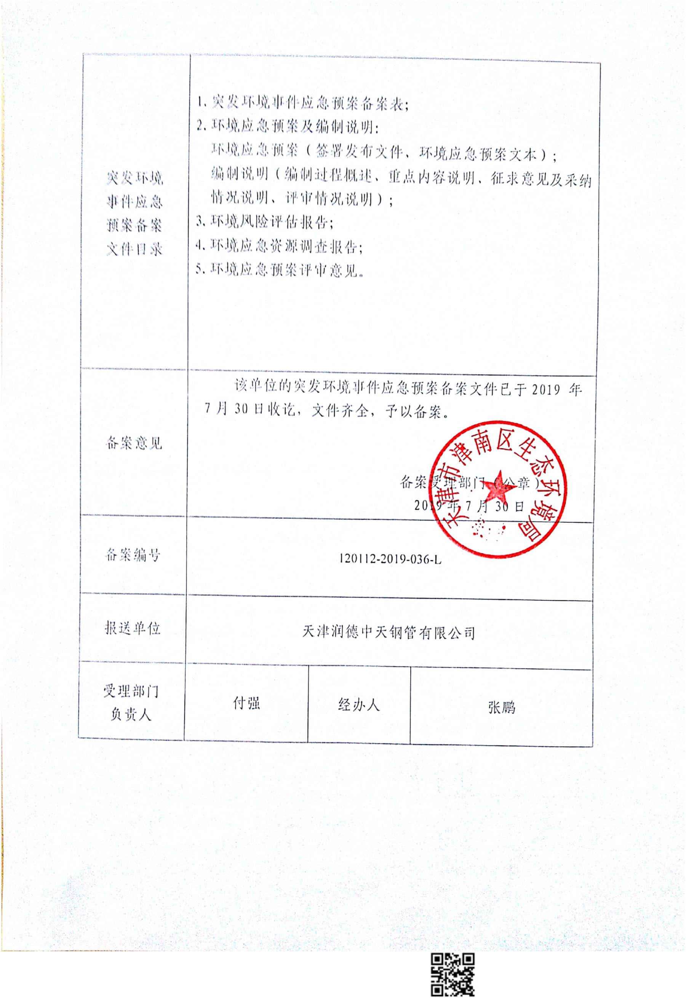 突发环境
事件应急
预案备案
文件目录
1. 突发环境事件应急预案备案表；
2. 环境应急预案及编制说明：
环境应急预案（签署发布文件、环境应急预案文本）；
编制说明（编制过程概述、重点内容说明、征求意见及采纳
情况说明、评审情况说明）；
3. 环境风险评估报告；
4. 环境应急资源调查报告；
5. 环境应急预案评审意见。
备案意见
该单位的突发环境事件应急预案备案文件已于 2019 年
7 月 30 日收讫，文件齐全，予以备案。
天津市津南区生态环境局
备案受理部门（公章）
2019 年 7 月 30 日
备案编号
120112-2019-036-L
报送单位
天津润德中天钢管有限公司
受理部门
负责人
付强
经办人
张鹏